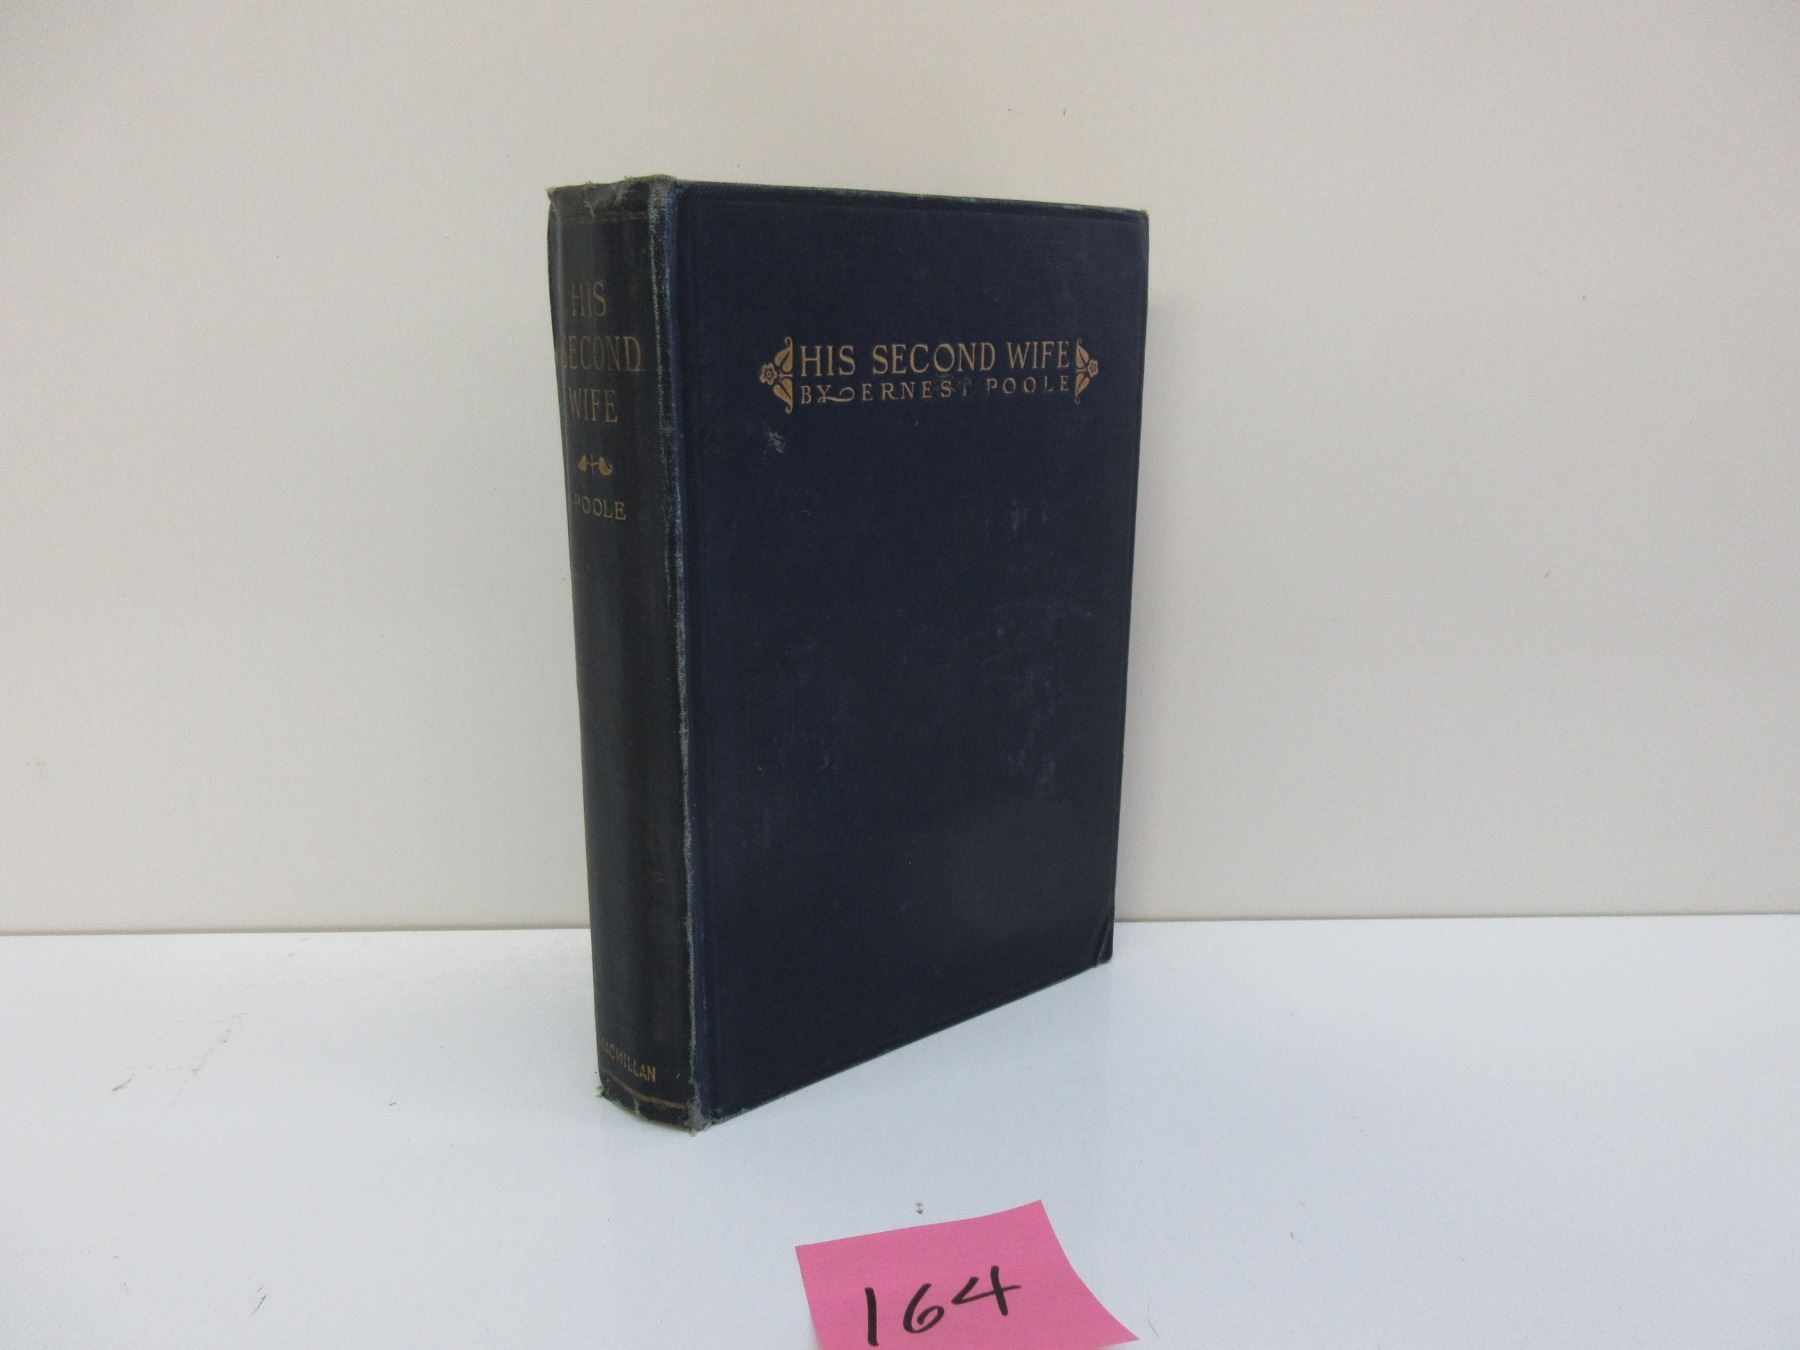 HIS
SECOND
WIFE
POOLE
MACMILLAN
HIS SECOND WIFE
BY ERNEST POOLE
164